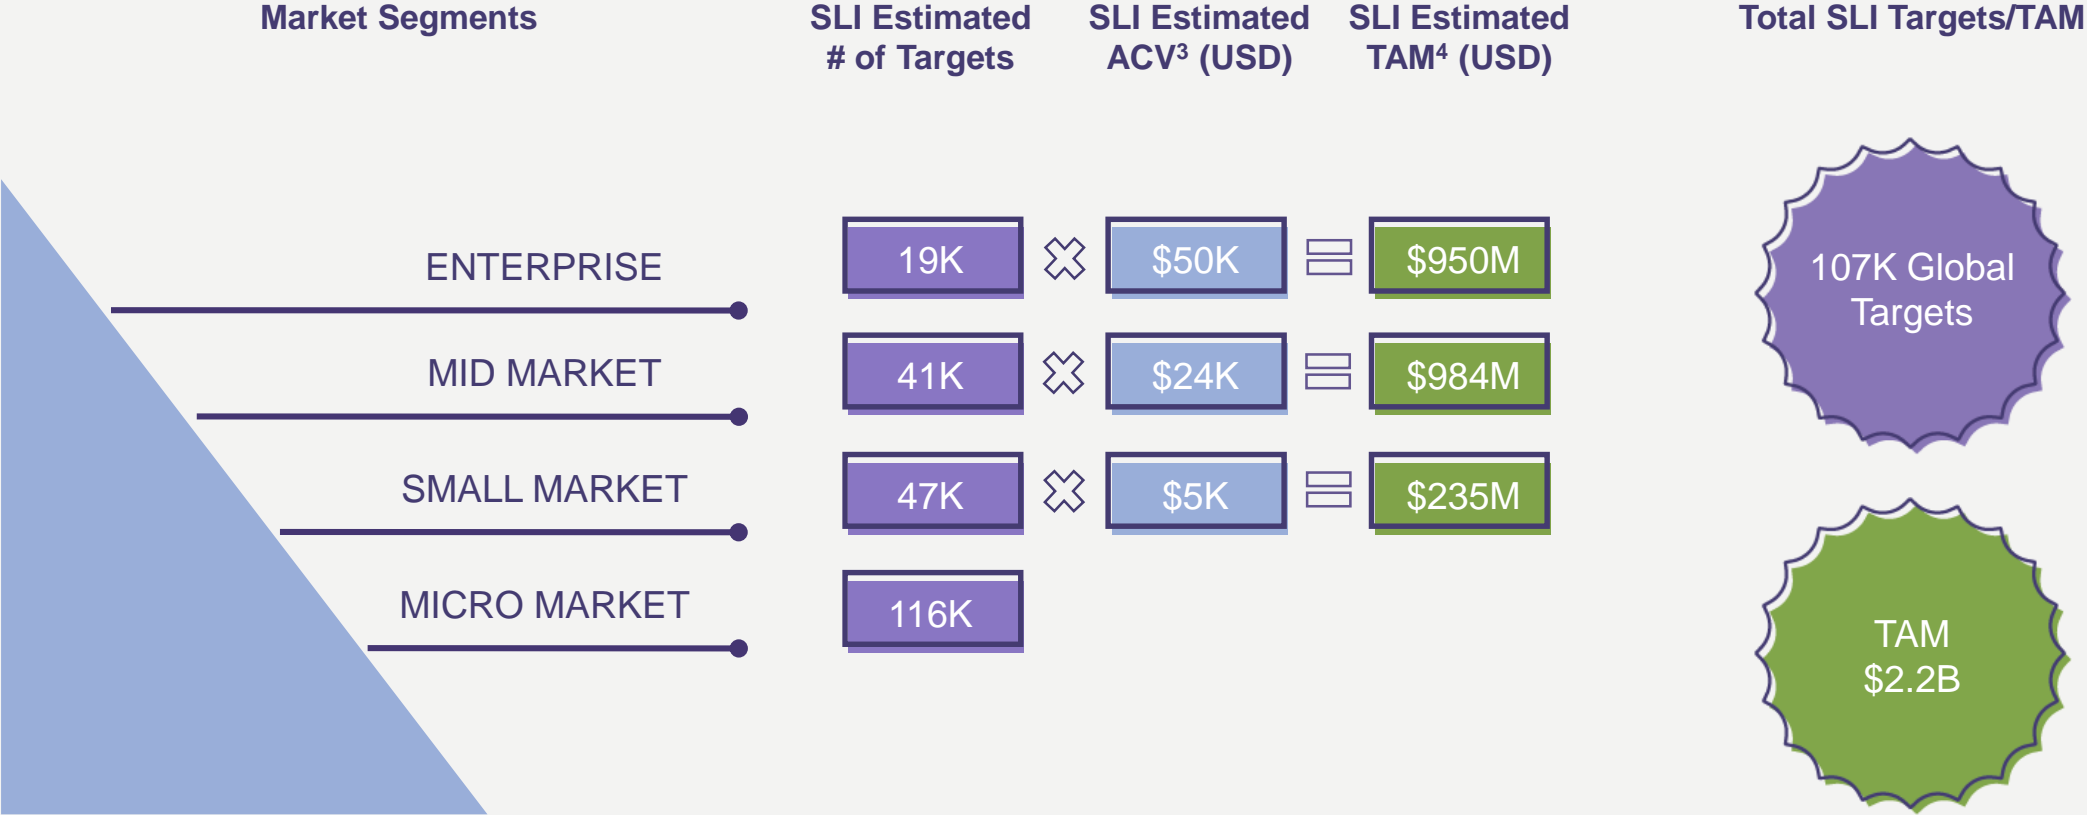 Market Segments
SLI Estimated
# of Targets
SLI Estimated
ACV³ (USD)
SLI Estimated
TAM⁴ (USD)
Total SLI Targets/TAM
ENTERPRISE
19K
$50K
$950M
MID MARKET
41K
$24K
$984M
SMALL MARKET
47K
$5K
$235M
MICRO MARKET
116K
107K Global
Targets
TAM
$2.2B